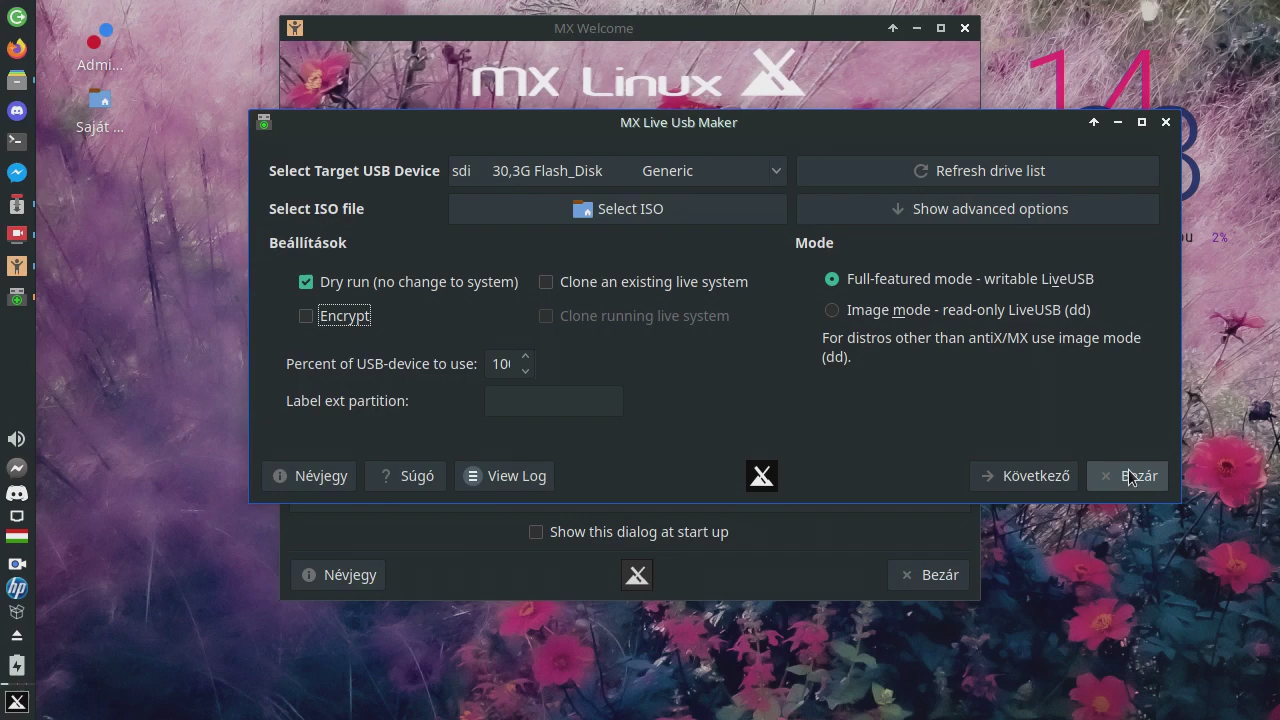 MX Welcome
Admi...
Saját ...
mx Linux
14
MX Live Usb Maker
Select Target USB Device
sdi 30,3G Flash_Disk Generic
Refresh drive list
Select ISO file
Select ISO
Show advanced options
2%
Beállítások
Mode
Dry run (no change to system)
Clone an existing live system
Full-featured mode - writable LiveUSB
Encrypt
Clone running live system
Image mode - read-only LiveUSB (dd)
For distros other than antiX/MX use image mode
(dd).
Percent of USB-device to use:
Label ext partition:
Névjegy
Súgó
View Log
Következő
Bezár
Show this dialog at start up
Névjegy
Bezár
hp